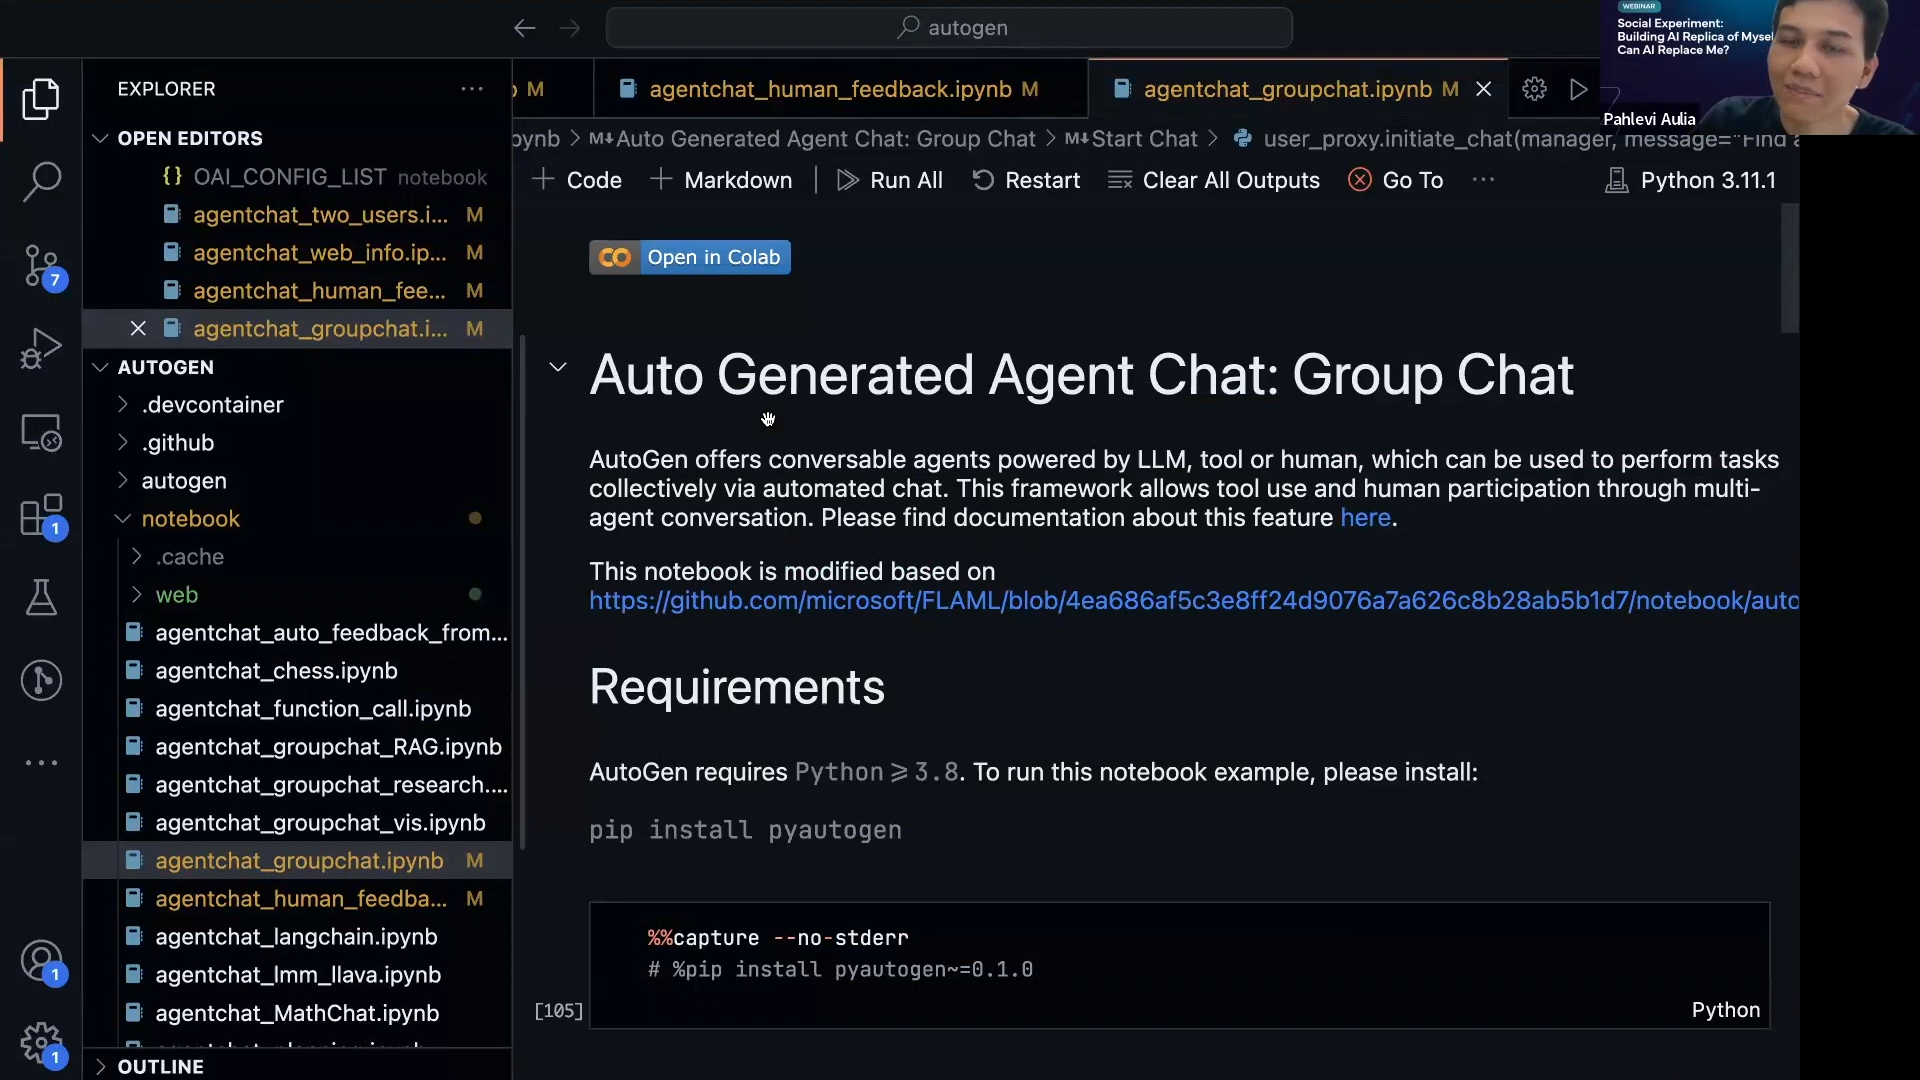 autogen
WEBINAR
Social Experiment:
Building AI Replica of Mysel
Can AI Replace Me?
Pahlevi Aulia
EXPLORER
M
agentchat_human_feedback.ipynb M
agentchat_groupchat.ipynb M
OPEN EDITORS
pynb > M↓Auto Generated Agent Chat: Group Chat > M↓Start Chat > user_proxy.initiate_chat(manager, message="Find a
{} OAI_CONFIG_LIST notebook
agentchat_two_users.i... M
agentchat_web_info.ip... M
agentchat_human_fee... M
agentchat_groupchat.i... M
+ Code + Markdown | Run All Restart Clear All Outputs Go To ... Python 3.11.1
7
1
1
1
AUTOGEN
.devcontainer
.github
autogen
notebook
.cache
web
agentchat_auto_feedback_from...
agentchat_chess.ipynb
agentchat_function_call.ipynb
agentchat_groupchat_RAG.ipynb
agentchat_groupchat_research....
agentchat_groupchat_vis.ipynb
agentchat_groupchat.ipynb M
agentchat_human_feedba... M
agentchat_langchain.ipynb
agentchat_lmm_llava.ipynb
agentchat_MathChat.ipynb
OUTLINE
Open in Colab
Auto Generated Agent Chat: Group Chat
AutoGen offers conversable agents powered by LLM, tool or human, which can be used to perform tasks
collectively via automated chat. This framework allows tool use and human participation through multi-
agent conversation. Please find documentation about this feature here.
This notebook is modified based on
https://github.com/microsoft/FLAML/blob/4ea686af5c3e8ff24d9076a7a626c8b28ab5b1d7/notebook/auto
Requirements
AutoGen requires Python>=3.8. To run this notebook example, please install:
pip install pyautogen
%%capture --no-stderr
# %pip install pyautogen~=0.1.0
[105]
Python